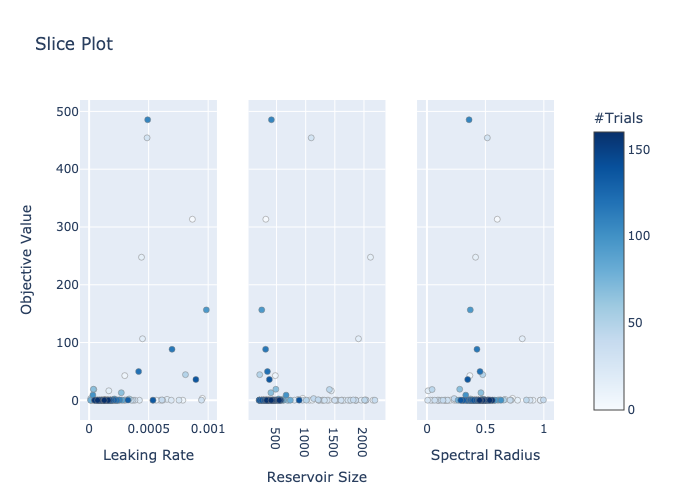 Slice Plot
#Trials
500
400
300
200
100
0
Objective Value
0 0.0005 0.001
500 1000 1500 2000
0 0.5 1
Leaking Rate
Reservoir Size
Spectral Radius
150
100
50
0